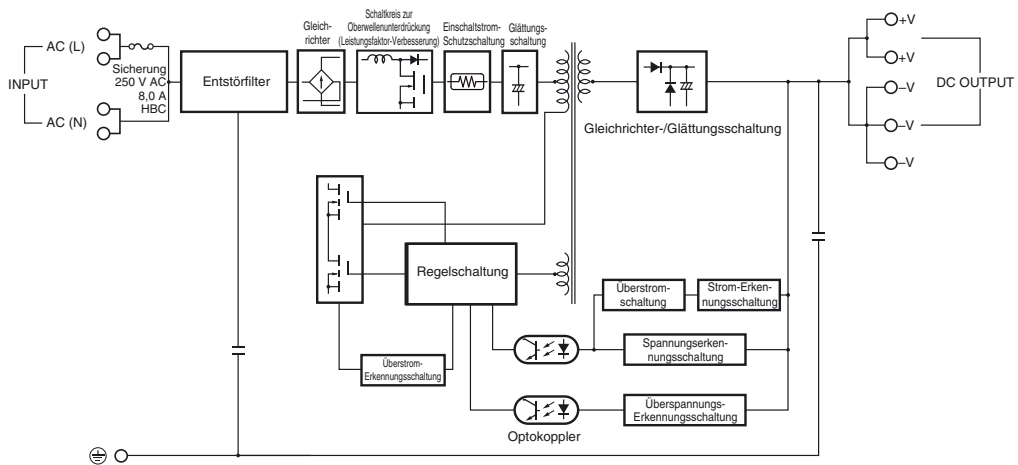 Schaltkreis zur
Oberwellenunterdrückung
(Leistungsfaktor-Verbesserung)
Gleich-
richter
Einschaltstrom-
Schutzschaltung
Glättungs-
schaltung
INPUT
AC (L)
AC (N)
Sicherung
250 V AC
8,0 A
HBC
Entstörfilter
Gleichrichter-/Glättungsschaltung
+V
+V
–V
–V
–V
DC OUTPUT
Regelschaltung
Überstrom-
schaltung
Strom-Erken-
nungsschaltung
Spannungserken-
nungsschaltung
Überstrom-
Erkennungsschaltung
Überspannungs-
Erkennungsschaltung
Optokoppler